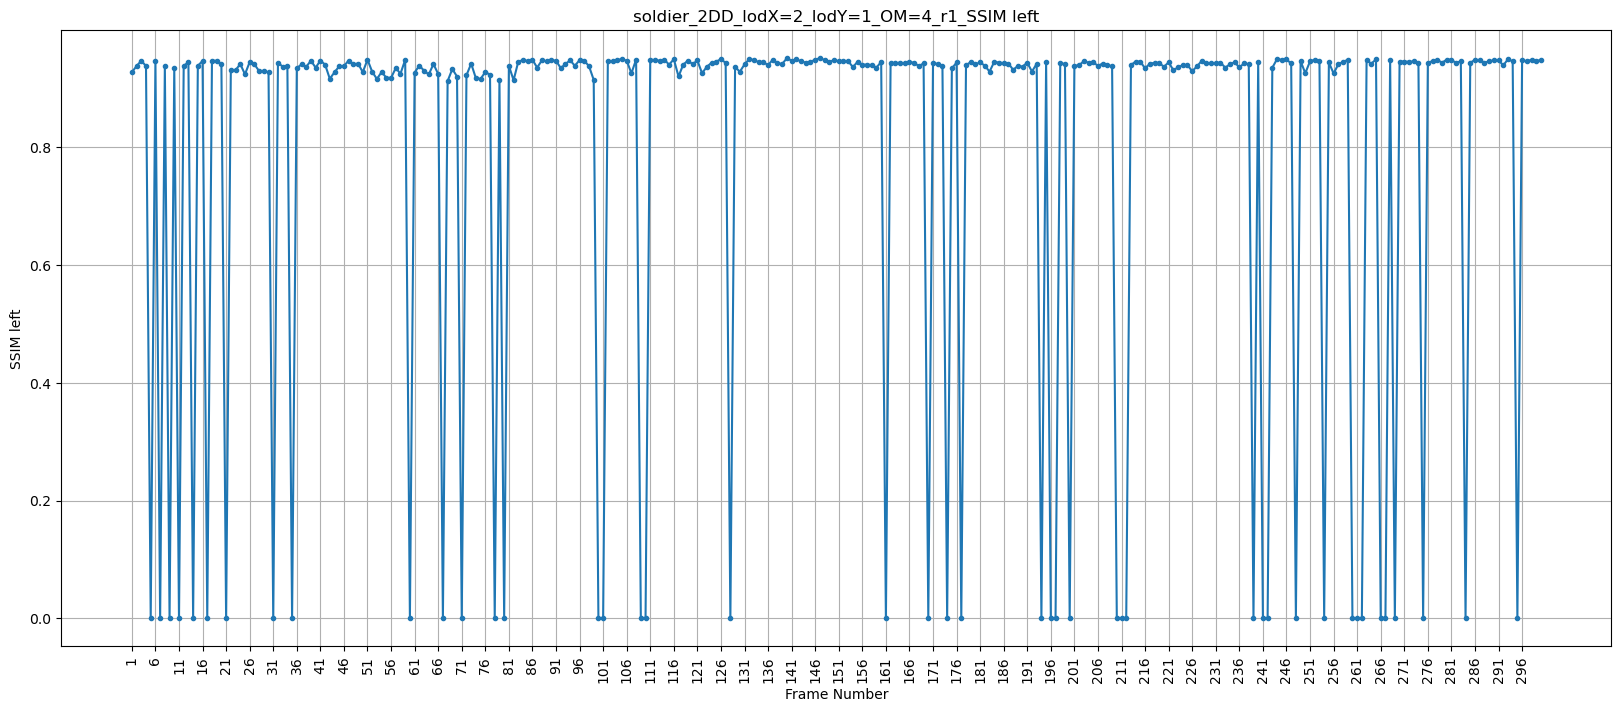 soldier_2DD_lodX=2_lodY=1_OM=4_r1_SSIM left
SSIM left
0.8
0.6
0.4
0.2
0.0
1 6 11 16 21 26 31 36 41 46 51 56 61 66 71 76 81 86 91 96 101 106 111 116 121 126 131 136 141 146 151 156 161 166 171 176 181 186 191 196 201 206 211 216 221 226 231 236 241 246 251 256 261 266 271 276 281 286 291 296
Frame Number